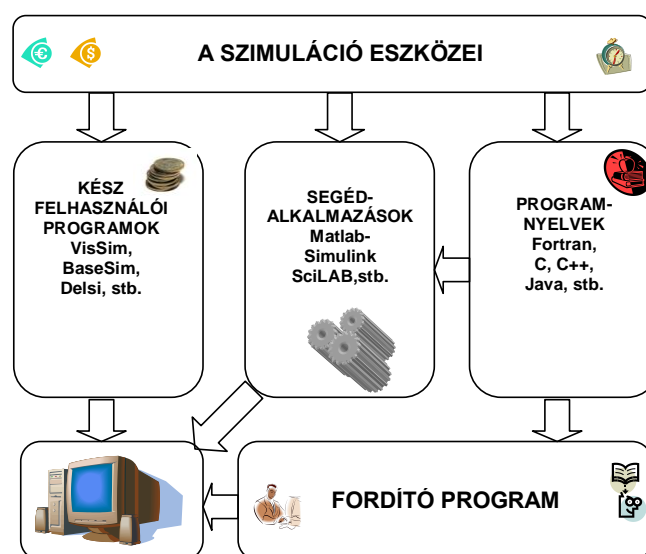 A SZIMULÁCIÓ ESZKÖZEI
KÉSZ
FELHASZNÁLÓI
PROGRAMOK
VisSim,
BaseSim,
Delsi, stb.
SEGÉD-
ALKALMAZÁSOK
Matlab-
Simulink
SciLAB,stb.
PROGRAM-
NYELVEK
Fortran,
C, C++,
Java, stb.
FORDÍTÓ PROGRAM